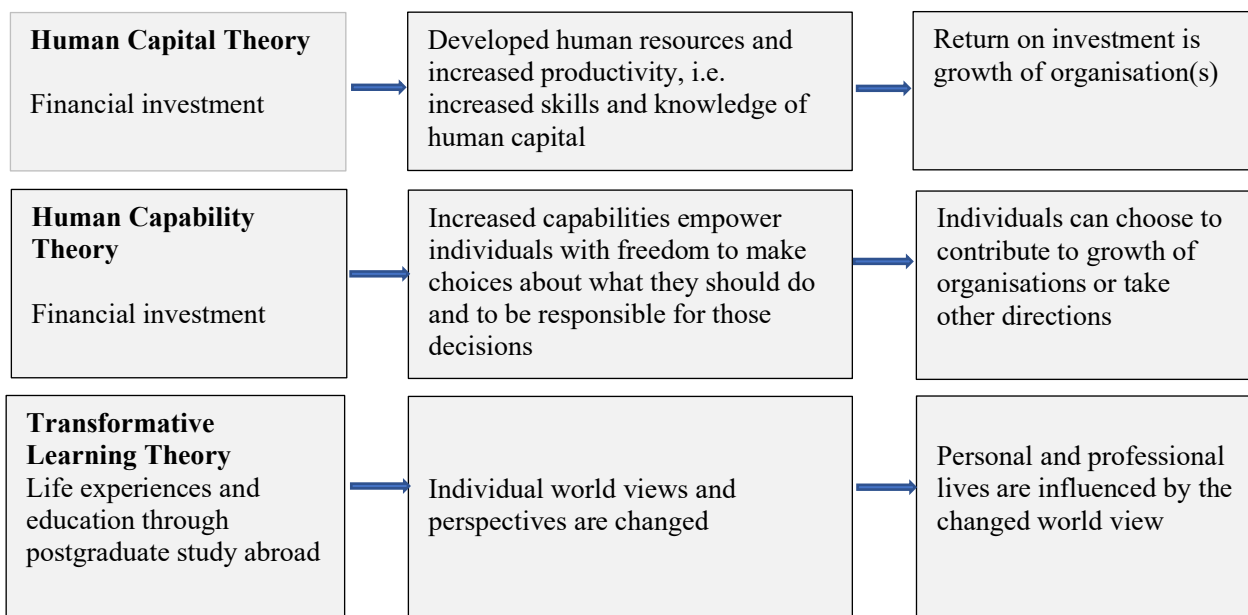 Human Capital Theory
Financial investment
Developed human resources and
increased productivity, i.e.
increased skills and knowledge of
human capital
Return on investment is
growth of organisation(s)
Human Capability
Theory
Financial investment
Increased capabilities empower
individuals with freedom to make
choices about what they should do
and to be responsible for those
decisions
Individuals can choose to
contribute to growth of
organisations or take
other directions
Transformative
Learning Theory
Life experiences and
education through
postgraduate study abroad
Individual world views and
perspectives are changed
Personal and professional
lives are influenced by the
changed world view